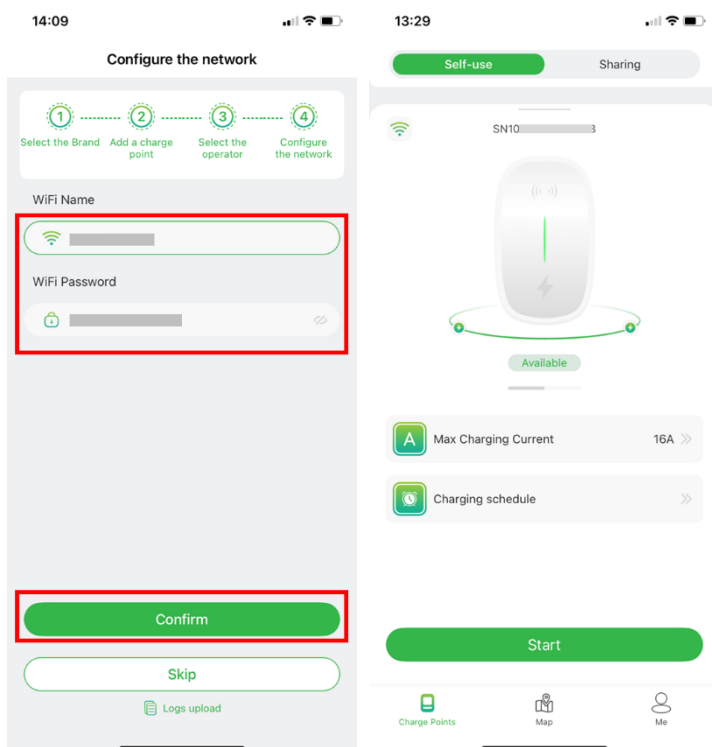 14:09
Configure the network
1
2
3
4
Select the Brand
Add a charge
point
Select the
operator
Configure
the network
WiFi Name
WiFi Password
Confirm
Skip
Logs upload
13:29
Self-use
Sharing
SN10
3
Available
A
Max Charging Current
16A
Charging schedule
Start
Charge Points
Map
Me